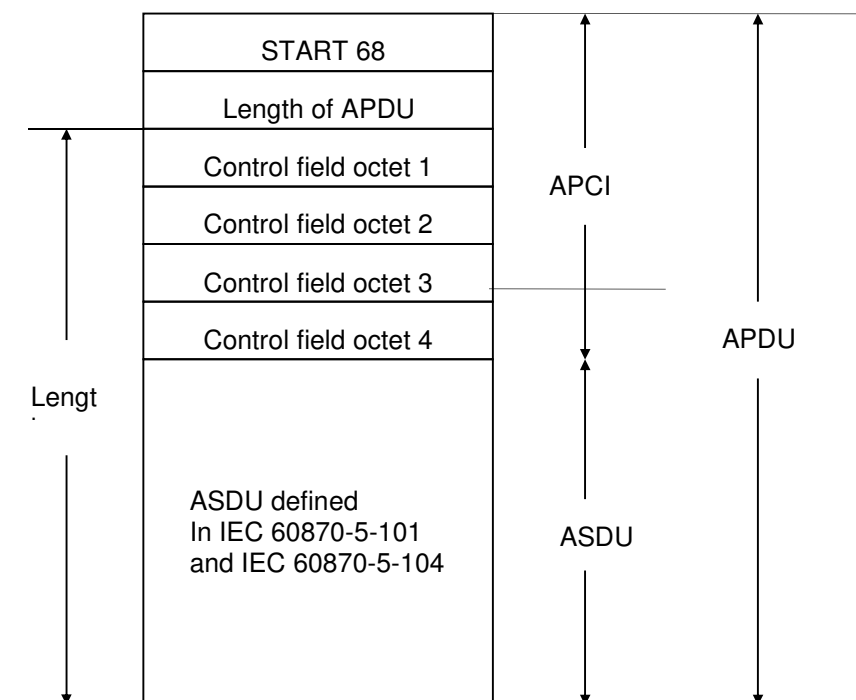 START 68
Length of APDU
Control field octet 1
APCI
Control field octet 2
Control field octet 3
Control field octet 4
APDU
Lengt
ASDU defined
In IEC 60870-5-101
and IEC 60870-5-104
ASDU